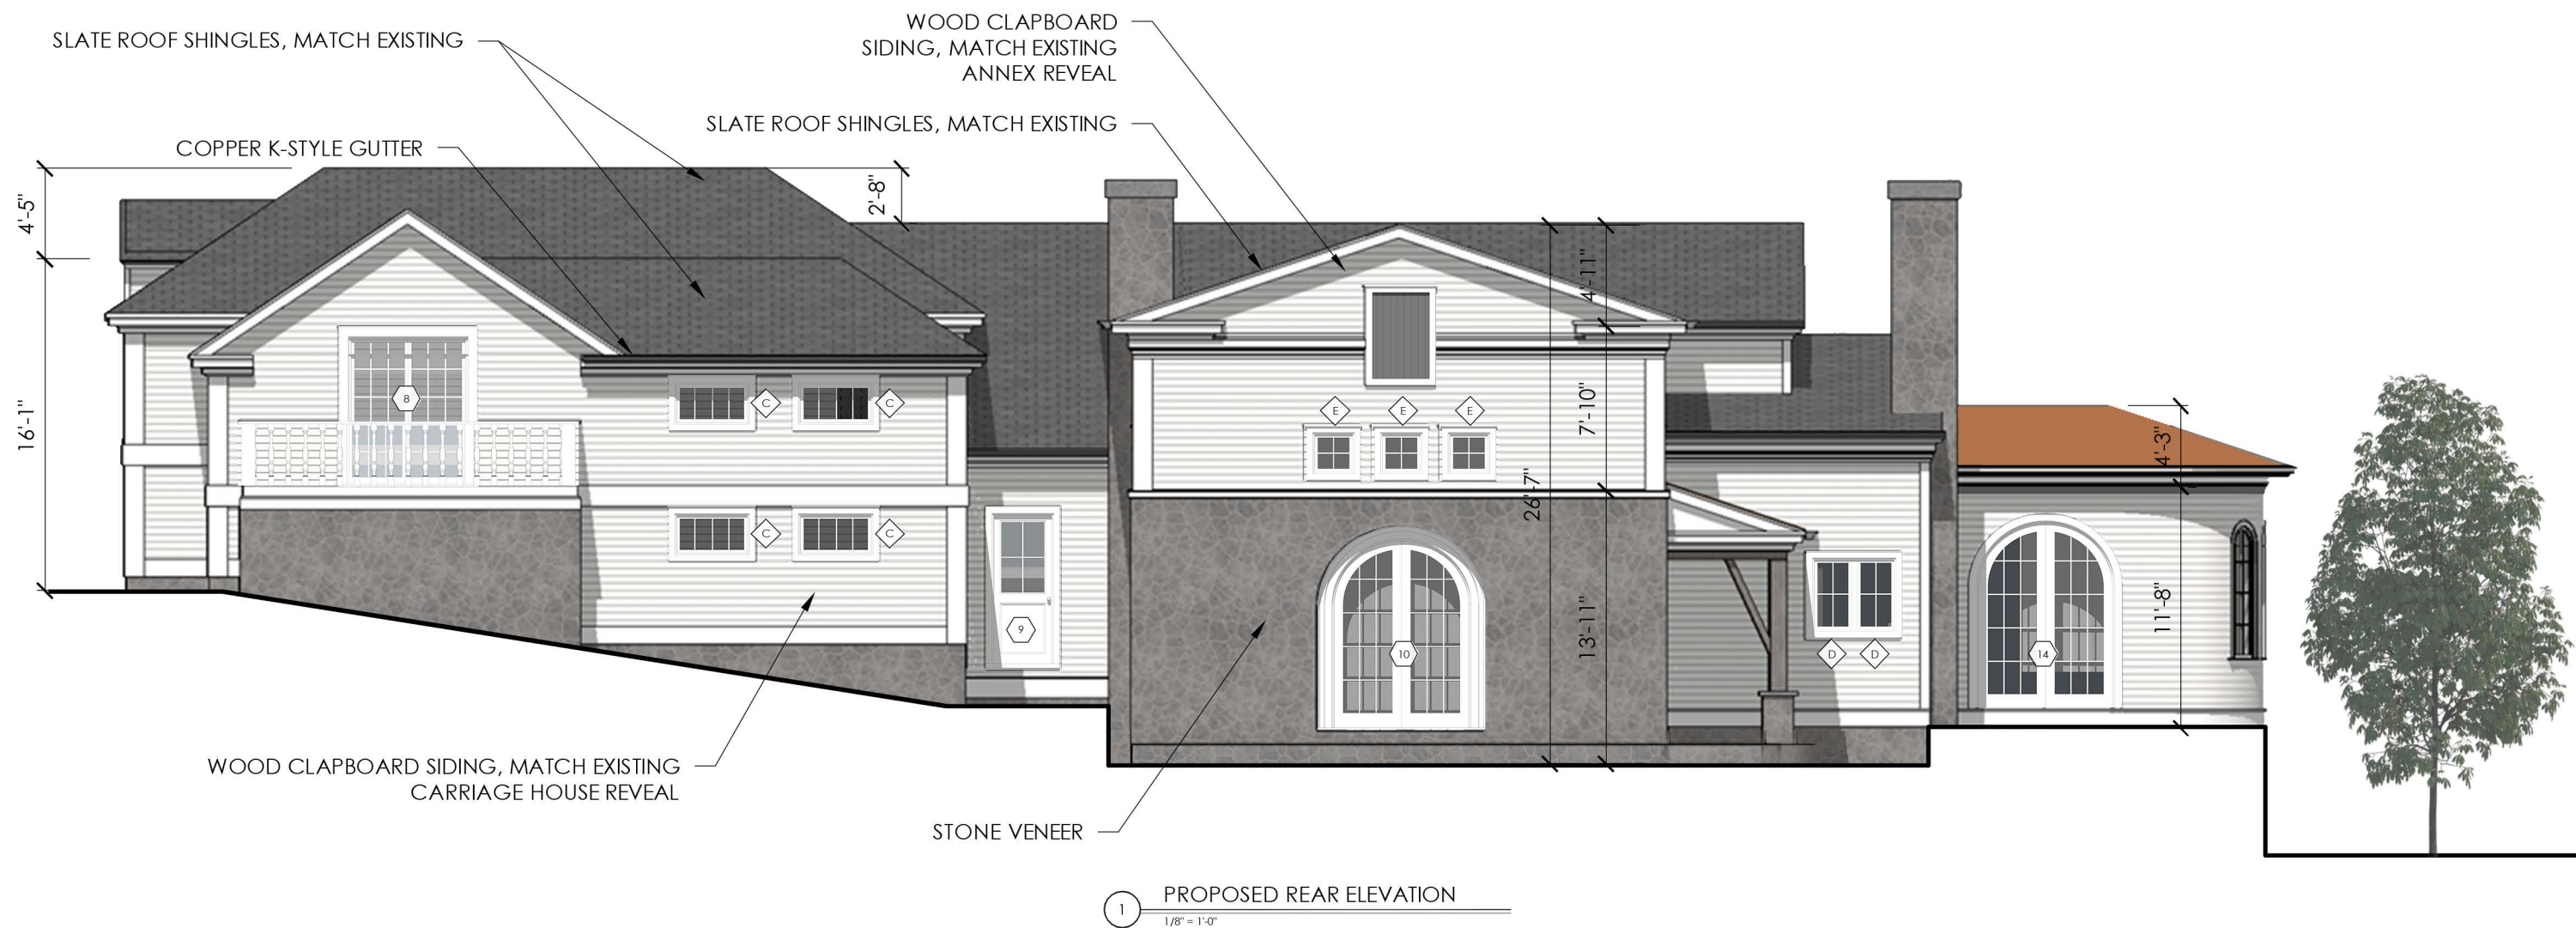 WOOD CLAPBOARD
SIDING, MATCH EXISTING
ANNEX REVEAL
SLATE ROOF SHINGLES, MATCH EXISTING
SLATE ROOF SHINGLES, MATCH EXISTING
COPPER K-STYLE GUTTER
4'-5"
2'-8"
16'-1"
4'-11"
7'-10"
26'-7"
13'-11"
4'-3"
11'-8"
8
C
C
E
E
E
C
C
9
10
D
D
14
WOOD CLAPBOARD SIDING, MATCH EXISTING
CARRIAGE HOUSE REVEAL
STONE VENEER
1
PROPOSED REAR ELEVATION
1/8" = 1'-0"